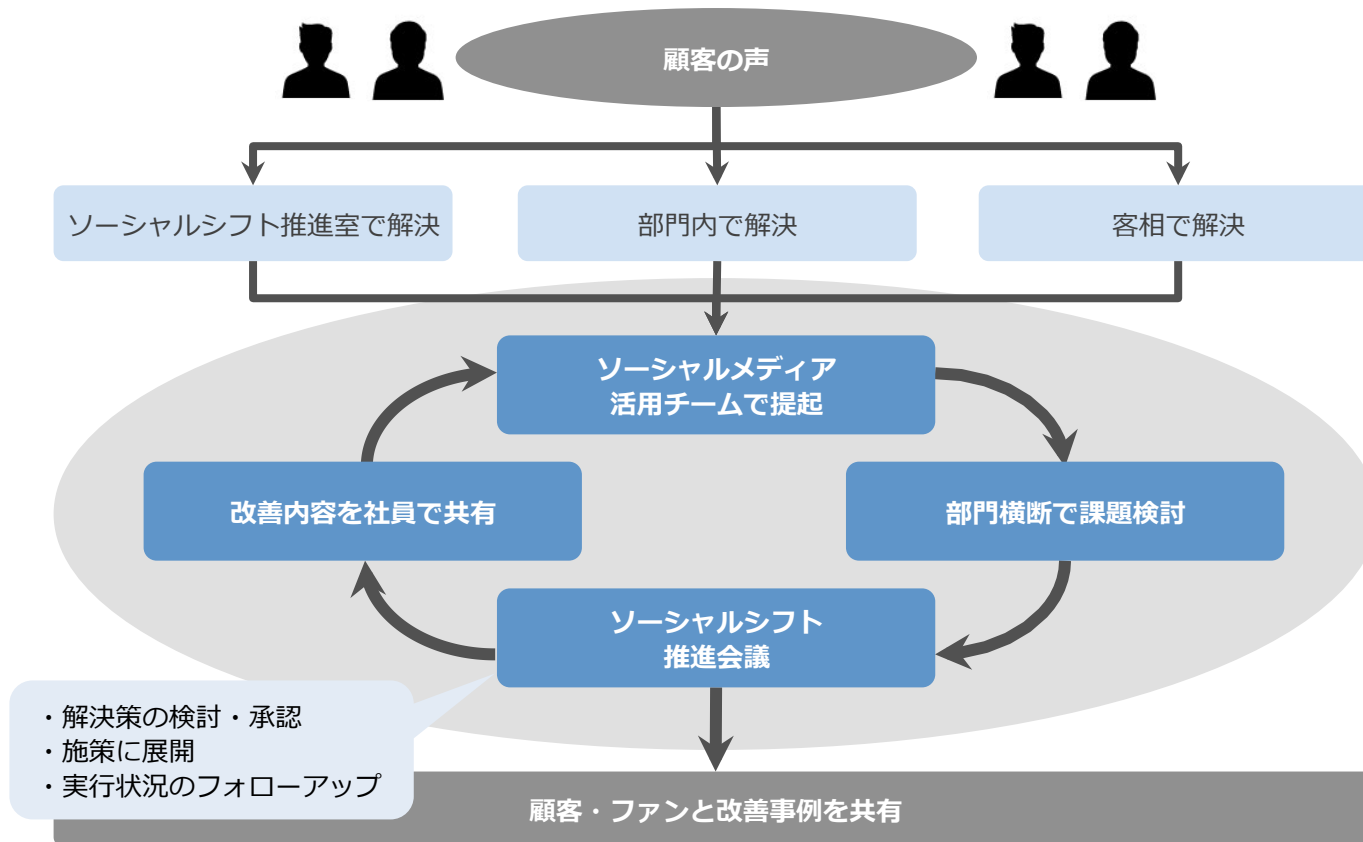 顧客の声
ソーシャルシフト推進室で解決
部門内で解決
客相で解決
ソーシャルメディア
活用チームで提起
改善内容を社員で共有
部門横断で課題検討
ソーシャルシフト
推進会議
・解決策の検討・承認
・施策に展開
・実行状況のフォローアップ
顧客・ファンと改善事例を共有